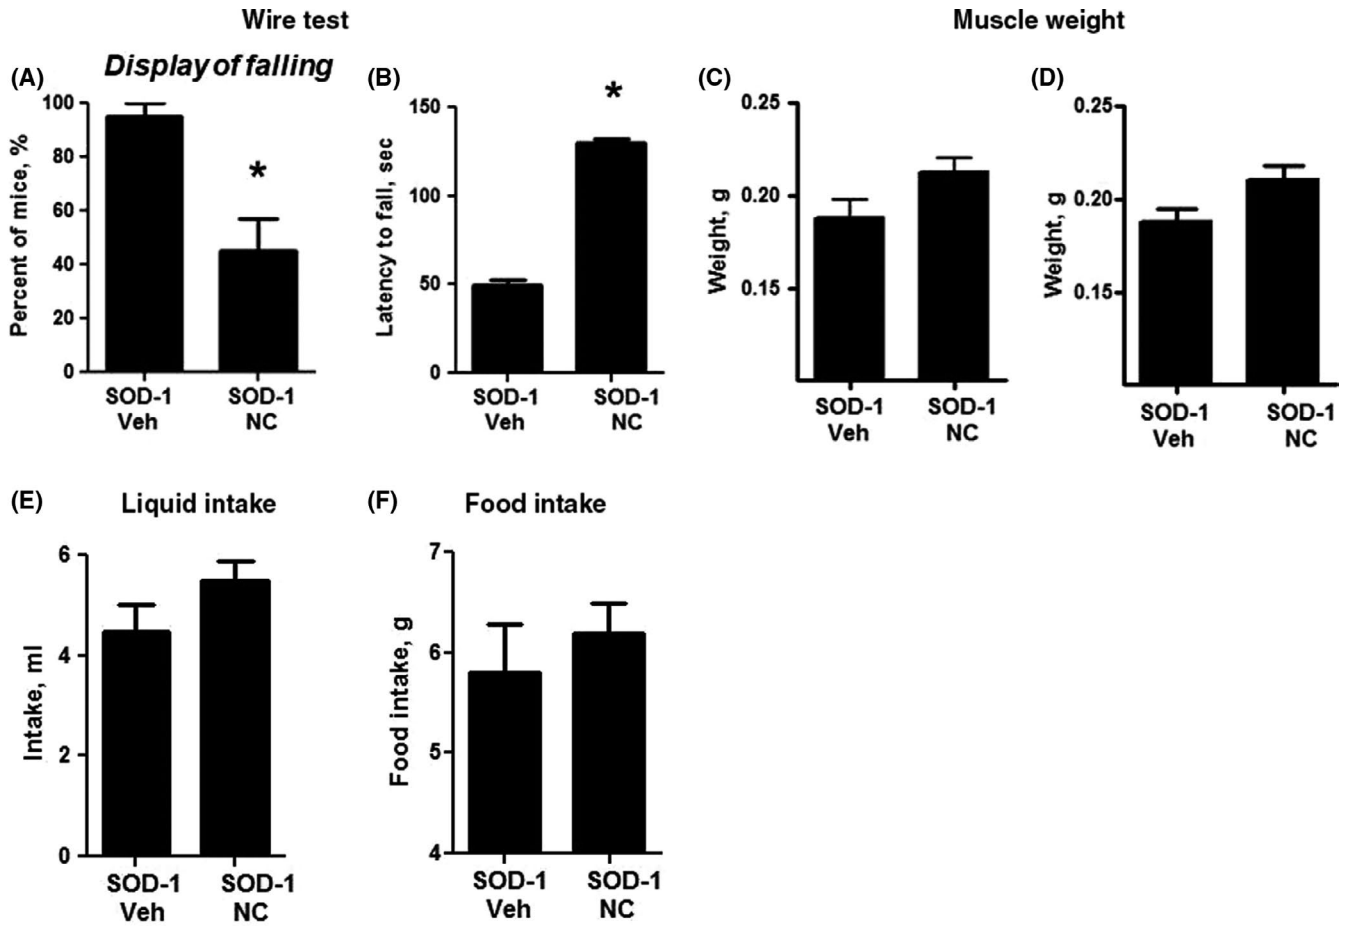 Wire test
Muscle weight
(A)
Display of falling
Percent of mice, %
100
80
60
40
20
0
*
SOD-1 SOD-1
Veh NC
(B)
Latency to fall, sec
150
100
50
0
*
SOD-1 SOD-1
Veh NC
(C)
Weight, g
0.25
0.20
0.15
SOD-1 SOD-1
Veh NC
(D)
Weight, g
0.25
0.20
0.15
SOD-1 SOD-1
Veh NC
(E)
Liquid intake
Intake, ml
6
4
2
0
SOD-1 SOD-1
Veh NC
(F)
Food intake
Food intake, g
7
6
5
4
SOD-1 SOD-1
Veh NC